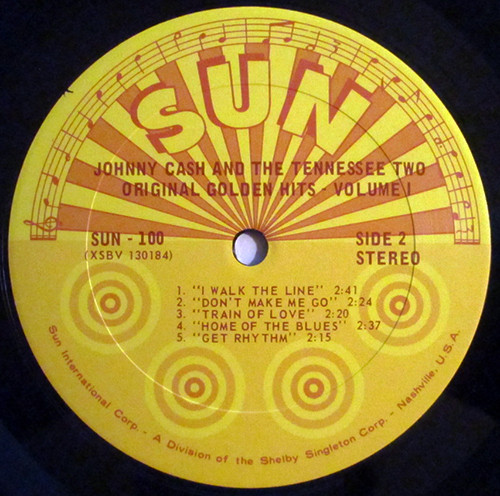 SUN
JOHNNY CASH AND THE TENNESSEE TWO
ORIGINAL GOLDEN HITS - VOLUME I
SUN - 100
(XSBV 130184)
SIDE 2
STEREO
1. "I WALK THE LINE" 2:41
2. "DON'T MAKE ME GO" 2:24
3. "TRAIN OF LOVE" 2:20
4. "HOME OF THE BLUES" 2:37
5. "GET RHYTHM" 2:15
Sun International Corp. - A Division of the Shelby Singleton Corp. - Nashville, U.S.A.